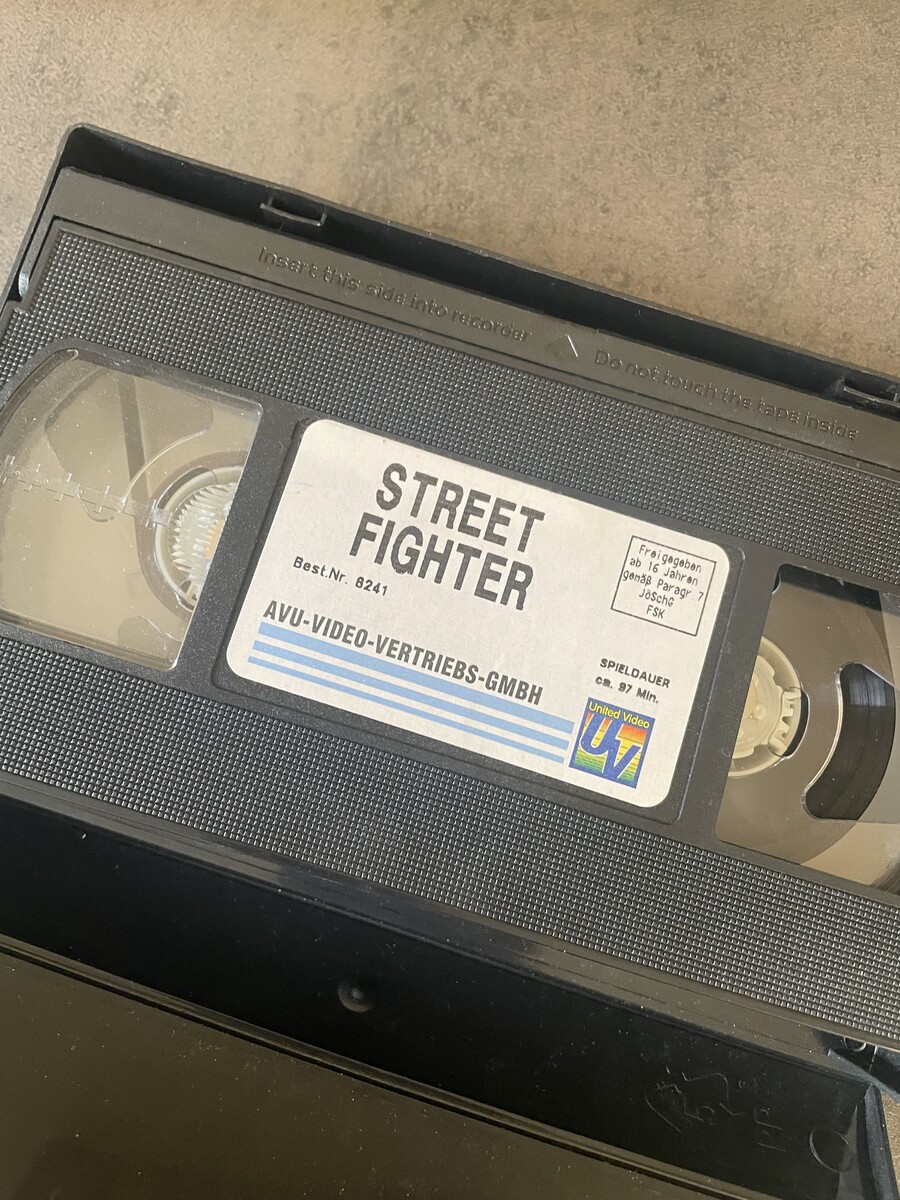 Insert this side into recorder
Do not touch the tape inside
STREET
FIGHTER
Best.Nr. 8241
Freigegeben
ab 16 Jahren
gemäß Paragr 7
JöSchG
FSK
AVU-VIDEO-VERTRIEBS-GMBH
SPIELDAUER
ca. 97 Min.
United Video
UV